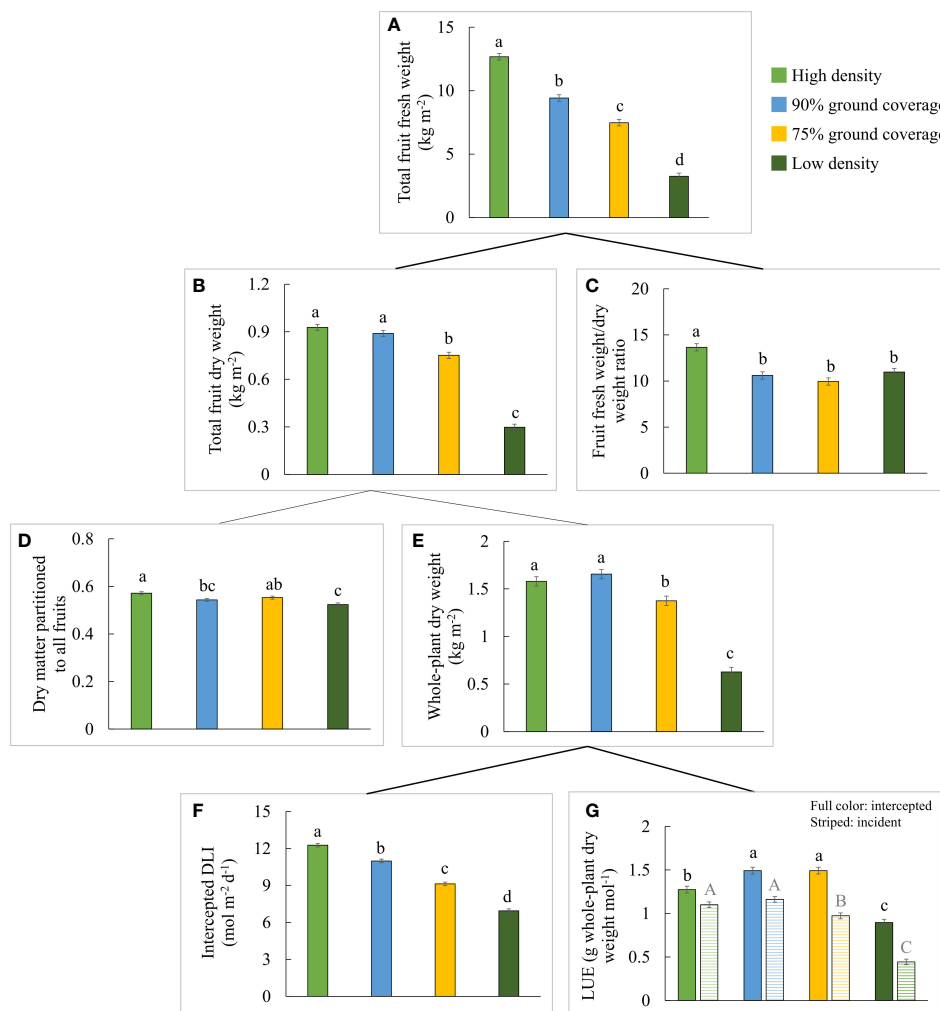 A
Total fruit fresh weight
(kg m-2)
15
10
5
0
a
b
c
d
High density
90% ground coverage
75% ground coverage
Low density
B
Total fruit dry weight
(kg m-2)
1.2
0.9
0.6
0.3
0
a
a
b
c
C
Fruit fresh weight/dry
weight ratio
20
15
10
5
0
a
b
b
b
D
Dry matter partitioned
to all fruits
0.8
0.6
0.4
0.2
0
a
bc
ab
c
E
Whole-plant dry weight
(kg m-2)
2
1.5
1
0.5
0
a
a
b
c
F
Intercepted DLI
(mol m-2 d-1)
15
12
9
6
3
0
a
b
c
d
G
Full color: intercepted
Striped: incident
LUE (g whole-plant dry
weight mol-1)
2
1.5
1
0.5
0
b
A
a
A
a
B
c
C